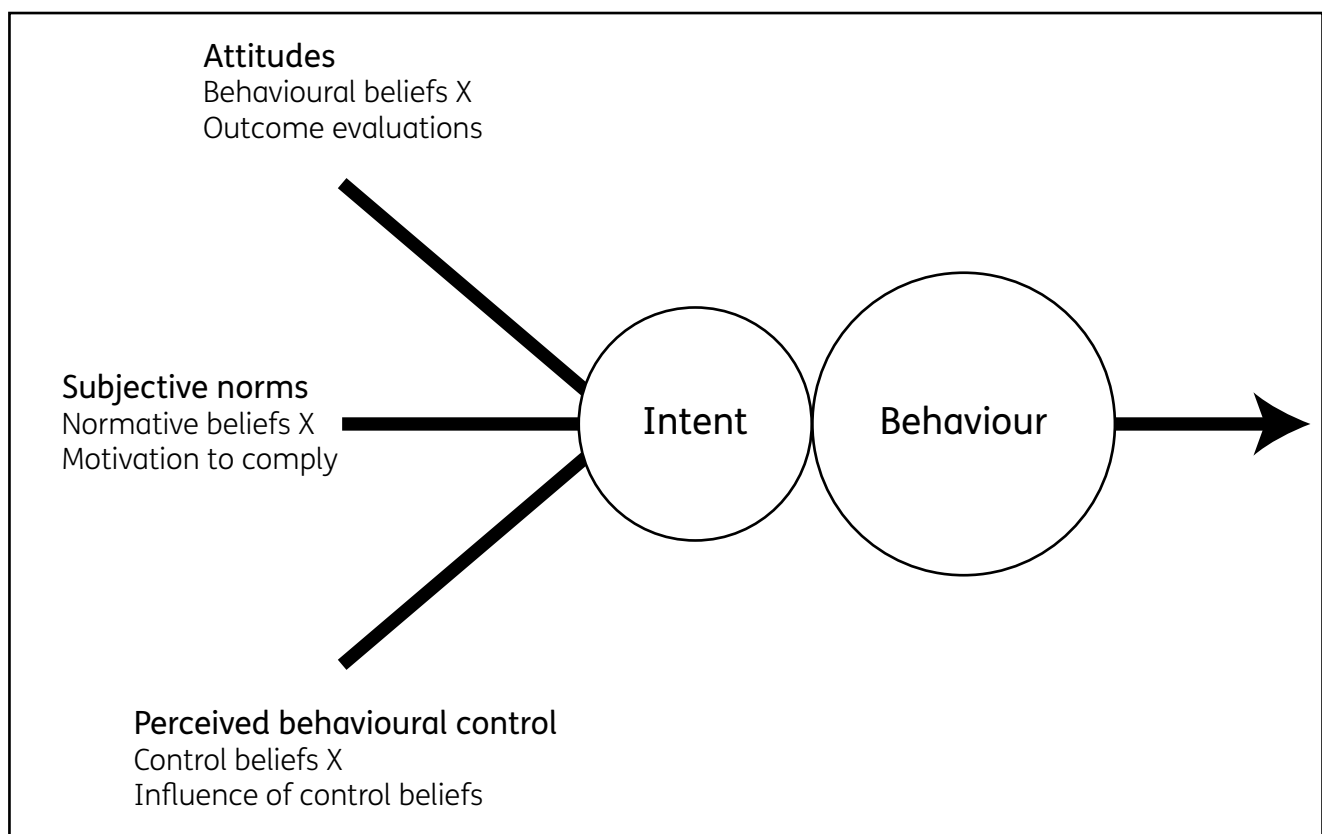 Attitudes
Behavioural beliefs X
Outcome evaluations
Subjective norms
Normative beliefs X
Motivation to comply
Intent
Behaviour
Perceived behavioural control
Control beliefs X
Influence of control beliefs